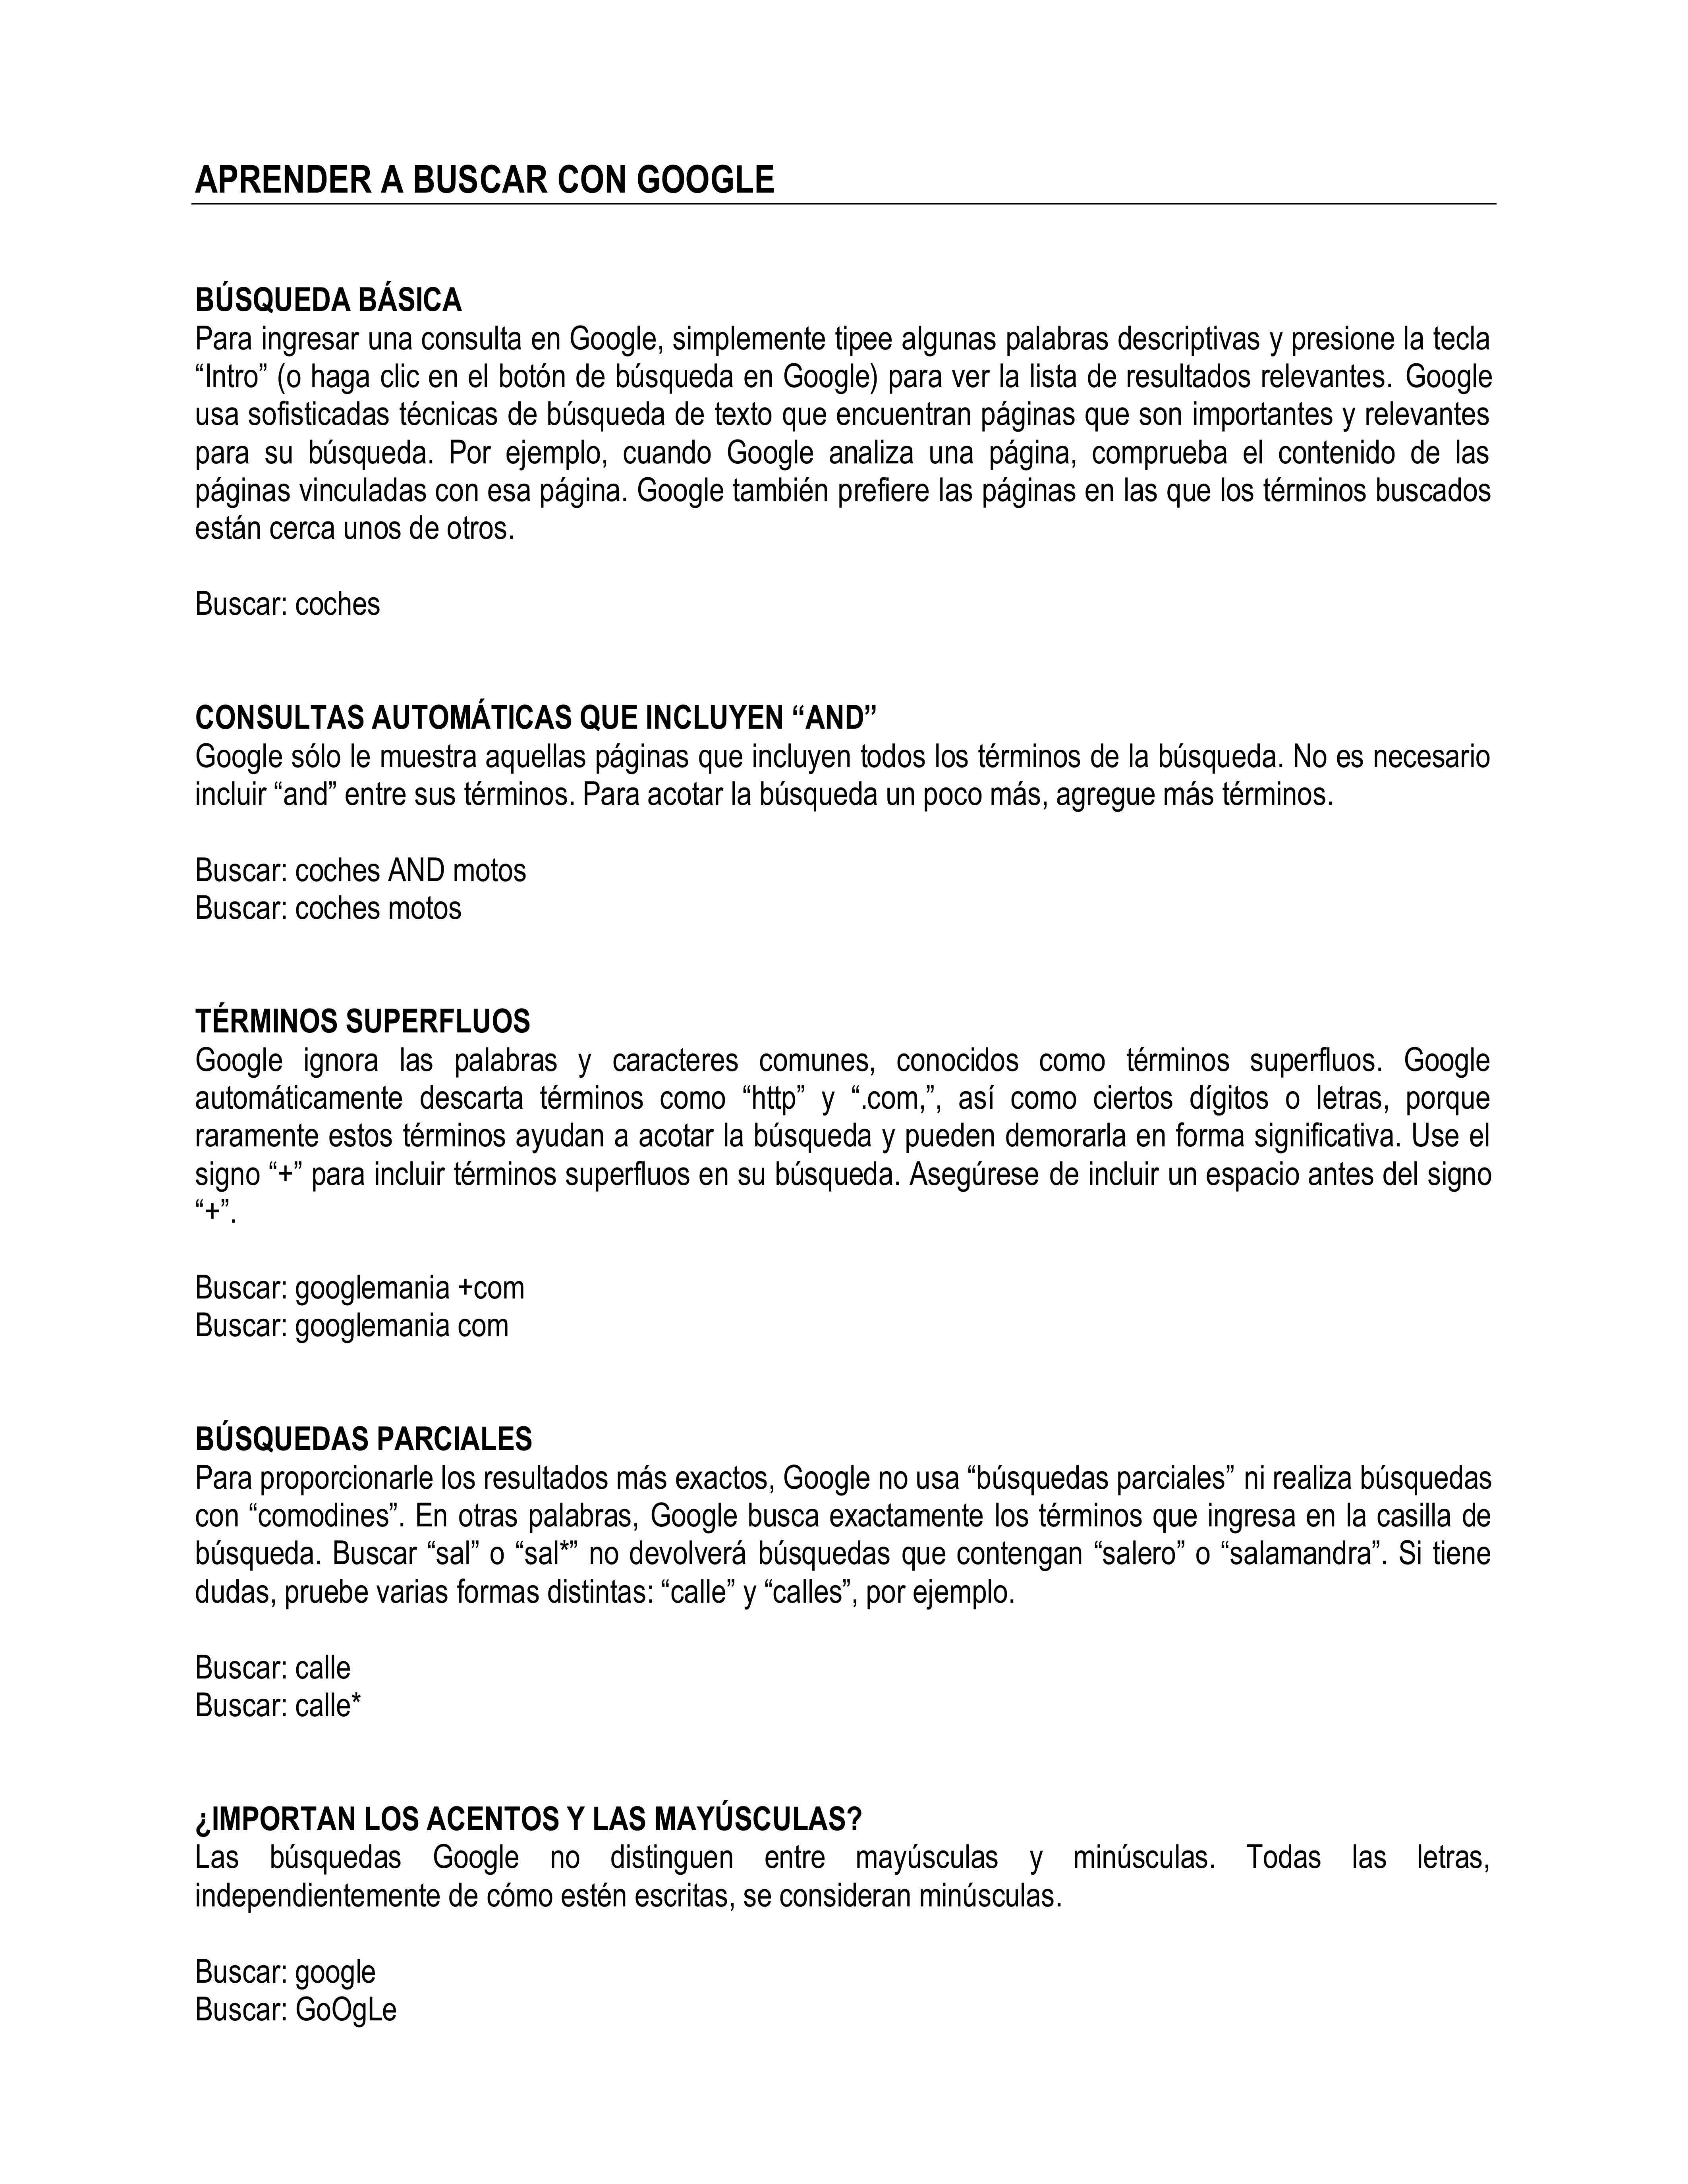 APRENDER A BUSCAR CON GOOGLE
BÚSQUEDA BÁSICA
Para ingresar una consulta en Google, simplemente tipee algunas palabras descriptivas y presione la tecla
“Intro” (o haga clic en el botón de búsqueda en Google) para ver la lista de resultados relevantes. Google
usa sofisticadas técnicas de búsqueda de texto que encuentran páginas que son importantes y relevantes
para su búsqueda. Por ejemplo, cuando Google analiza una página, comprueba el contenido de las
páginas vinculadas con esa página. Google también prefiere las páginas en las que los términos buscados
están cerca unos de otros.
Buscar: coches
CONSULTAS AUTOMÁTICAS QUE INCLUYEN “AND”
Google sólo le muestra aquellas páginas que incluyen todos los términos de la búsqueda. No es necesario
incluir “and” entre sus términos. Para acotar la búsqueda un poco más, agregue más términos.
Buscar: coches AND motos
Buscar: coches motos
TÉRMINOS SUPERFLUOS
Google ignora las palabras y caracteres comunes, conocidos como términos superfluos. Google
automáticamente descarta términos como “http” y “.com,”, así como ciertos dígitos o letras, porque
raramente estos términos ayudan a acotar la búsqueda y pueden demorarla en forma significativa. Use el
signo “+” para incluir términos superfluos en su búsqueda. Asegúrese de incluir un espacio antes del signo
“+”.
Buscar: googlemania +com
Buscar: googlemania com
BÚSQUEDAS PARCIALES
Para proporcionarle los resultados más exactos, Google no usa “búsquedas parciales” ni realiza búsquedas
con “comodines”. En otras palabras, Google busca exactamente los términos que ingresa en la casilla de
búsqueda. Buscar “sal” o “sal*” no devolverá búsquedas que contengan “salero” o “salamandra”. Si tiene
dudas, pruebe varias formas distintas: “calle” y “calles”, por ejemplo.
Buscar: calle
Buscar: calle*
¿IMPORTAN LOS ACENTOS Y LAS MAYÚSCULAS?
Las búsquedas Google no distinguen entre mayúsculas y minúsculas. Todas las letras,
independientemente de cómo estén escritas, se consideran minúsculas.
Buscar: google
Buscar: GoOgLe